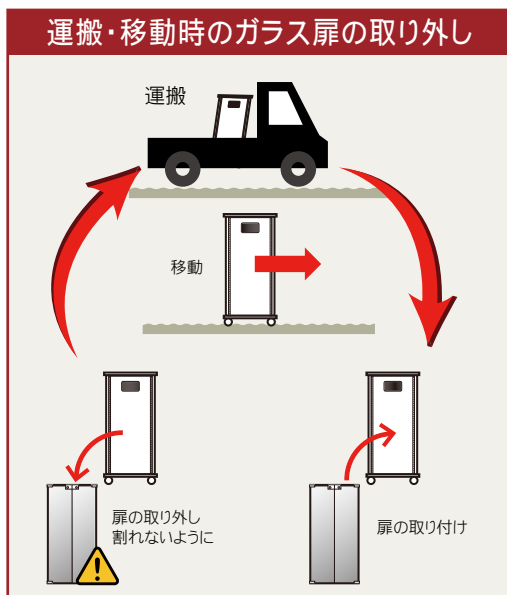 運搬・移動時のガラス扉の取り外し
運搬
移動
扉の取り外し
割れないように
扉の取り付け